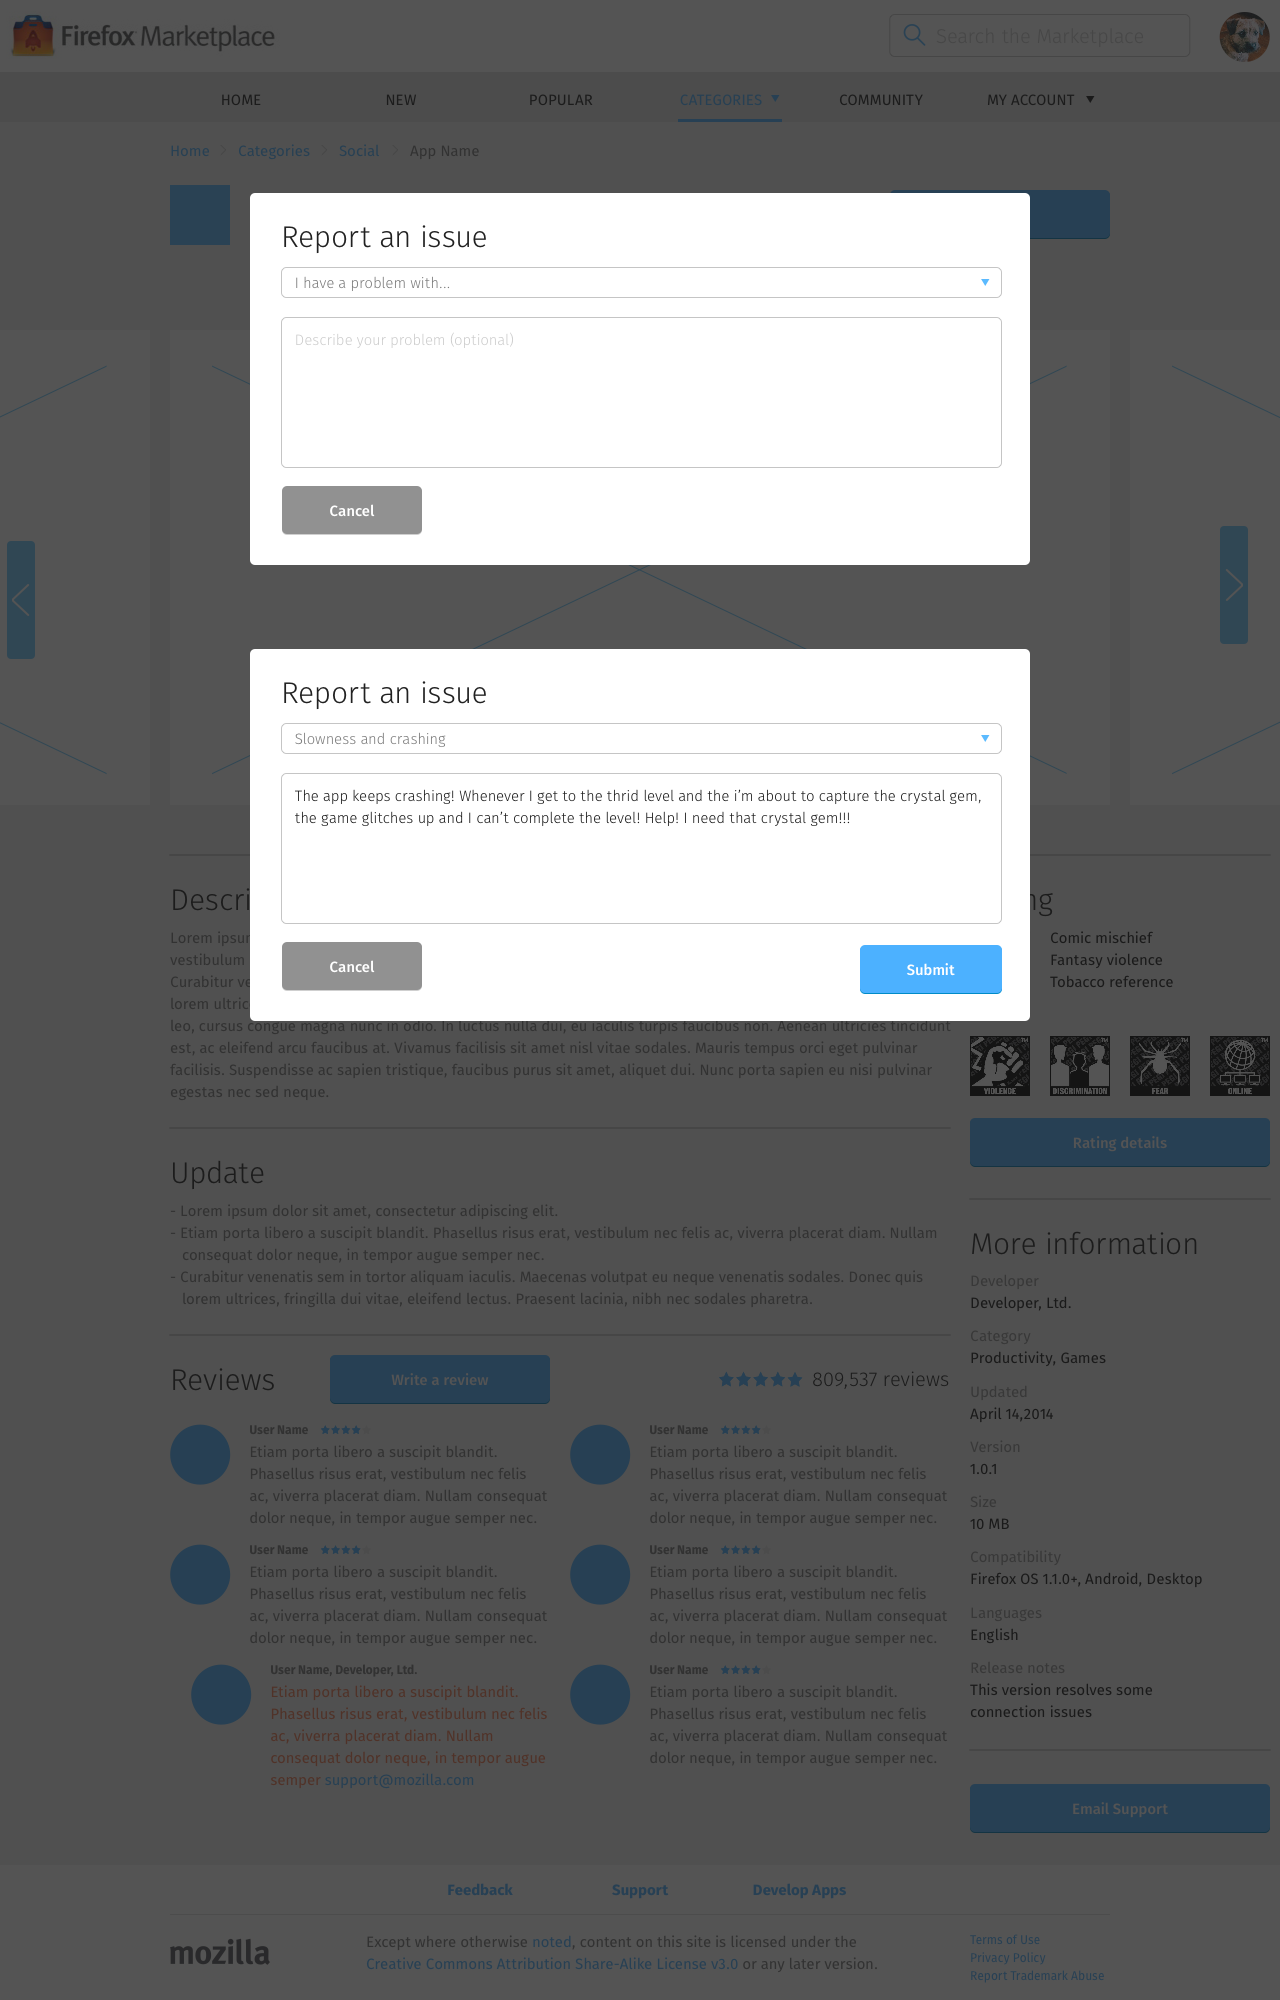 Firefox Marketplace
Search the Marketplace
HOME NEW POPULAR CATEGORIES COMMUNITY MY ACCOUNT
Home Categories Social App Name
Report an issue
I have a problem with...
Describe your problem (optional)
Cancel
Report an issue
Slowness and crashing
The app keeps crashing! Whenever I get to the thrid level and the i’m about to capture the crystal gem,
the game glitches up and I can’t complete the level! Help! I need that crystal gem!!!
Cancel
Submit
Lorem
vestibulum
Curabitur
lorem
leo, cursus congue magna nunc in odio. In luctus nulla dui, eu iaculis turpis faucibus non. Aenean ultricies tincidunt
est, ac eleifend arcu faucibus at. Vivamus facilisis sit amet nisl vitae sodales. Mauris tempus orci eget pulvinar
facilisis. Suspendisse ac sapien tristique, faucibus purus sit amet, aliquet dui. Nunc porta sapien eu nisi pulvinar
egestas nec sed neque.
Comic mischief
Fantasy violence
Tobacco reference
VIOLENCE DISCRIMINATION FEAR ONLINE
Rating details
Update
- Lorem ipsum dolor sit amet, consectetur adipiscing elit.
- Etiam porta libero a suscipit blandit. Phasellus risus erat, vestibulum nec felis ac, viverra placerat diam. Nullam
consequat dolor neque, in tempor augue semper nec.
- Curabitur venenatis sem in tortor aliquam iaculis. Maecenas volutpat eu neque venenatis sodales. Donec quis
lorem ultrices, fringilla dui vitae, eleifend lectus. Praesent lacinia, nibh nec sodales pharetra.
Reviews
Write a review
809,537 reviews
User Name
Etiam porta libero a suscipit blandit.
Phasellus risus erat, vestibulum nec felis
ac, viverra placerat diam. Nullam consequat
dolor neque, in tempor augue semper nec.
User Name
Etiam porta libero a suscipit blandit.
Phasellus risus erat, vestibulum nec felis
ac, viverra placerat diam. Nullam consequat
dolor neque, in tempor augue semper nec.
User Name
Etiam porta libero a suscipit blandit.
Phasellus risus erat, vestibulum nec felis
ac, viverra placerat diam. Nullam consequat
dolor neque, in tempor augue semper nec.
User Name
Etiam porta libero a suscipit blandit.
Phasellus risus erat, vestibulum nec felis
ac, viverra placerat diam. Nullam consequat
dolor neque, in tempor augue semper nec.
User Name, Developer, Ltd.
Etiam porta libero a suscipit blandit.
Phasellus risus erat, vestibulum nec felis
ac, viverra placerat diam. Nullam
consequat dolor neque, in tempor augue
semper support@mozilla.com
User Name
Etiam porta libero a suscipit blandit.
Phasellus risus erat, vestibulum nec felis
ac, viverra placerat diam. Nullam consequat
dolor neque, in tempor augue semper nec.
More information
Developer
Developer, Ltd.
Category
Productivity, Games
Updated
April 14,2014
Version
1.0.1
Size
10 MB
Compatibility
Firefox OS 1.1.0+, Android, Desktop
Languages
English
Release notes
This version resolves some
connection issues
Email Support
Feedback Support Develop Apps
mozilla
Except where otherwise noted, content on this site is licensed under the
Creative Commons Attribution Share-Alike License v3.0 or any later version.
Terms of Use
Privacy Policy
Report Trademark Abuse